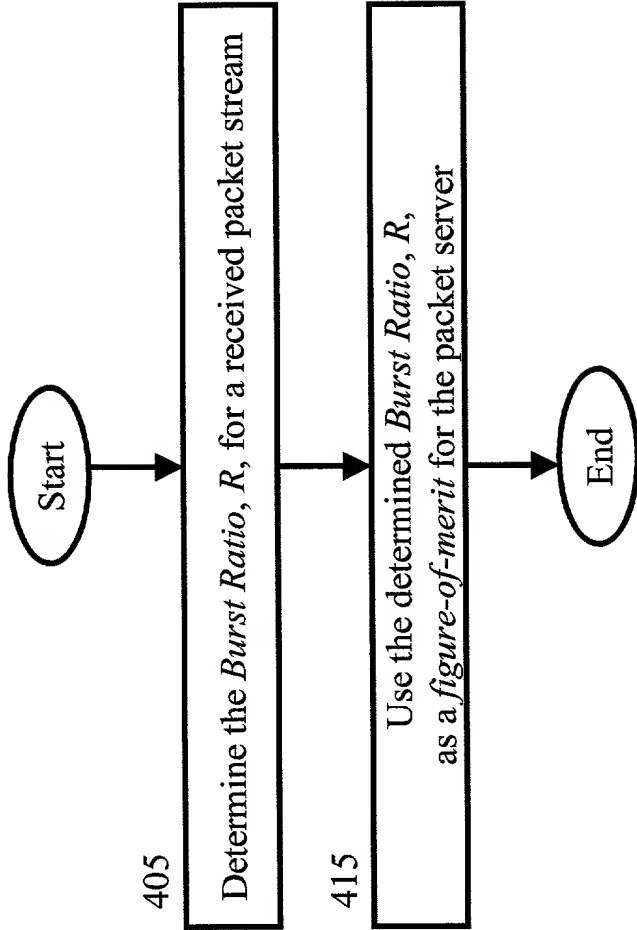 Start
405
Determine the Burst Ratio, R, for a received packet stream
415
Use the determined Burst Ratio, R,
as a figure-of-merit for the packet server
End